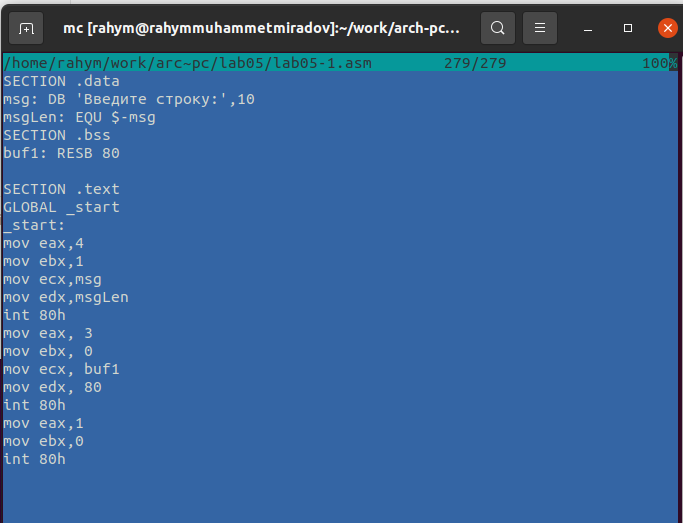 mc [rahym@rahymmuhammetmiradov]:~/work/arch-pc...
/home/rahym/work/arc-pc/lab05/lab05-1.asm 279/279 100%
SECTION .data
msg: DB 'Введите строку:',10
msgLen: EQU $-msg
SECTION .bss
buf1: RESB 80
SECTION .text
GLOBAL _start
_start:
mov eax,4
mov ebx,1
mov ecx,msg
mov edx,msgLen
int 80h
mov eax, 3
mov ebx, 0
mov ecx, buf1
mov edx, 80
int 80h
mov eax,1
mov ebx,0
int 80h